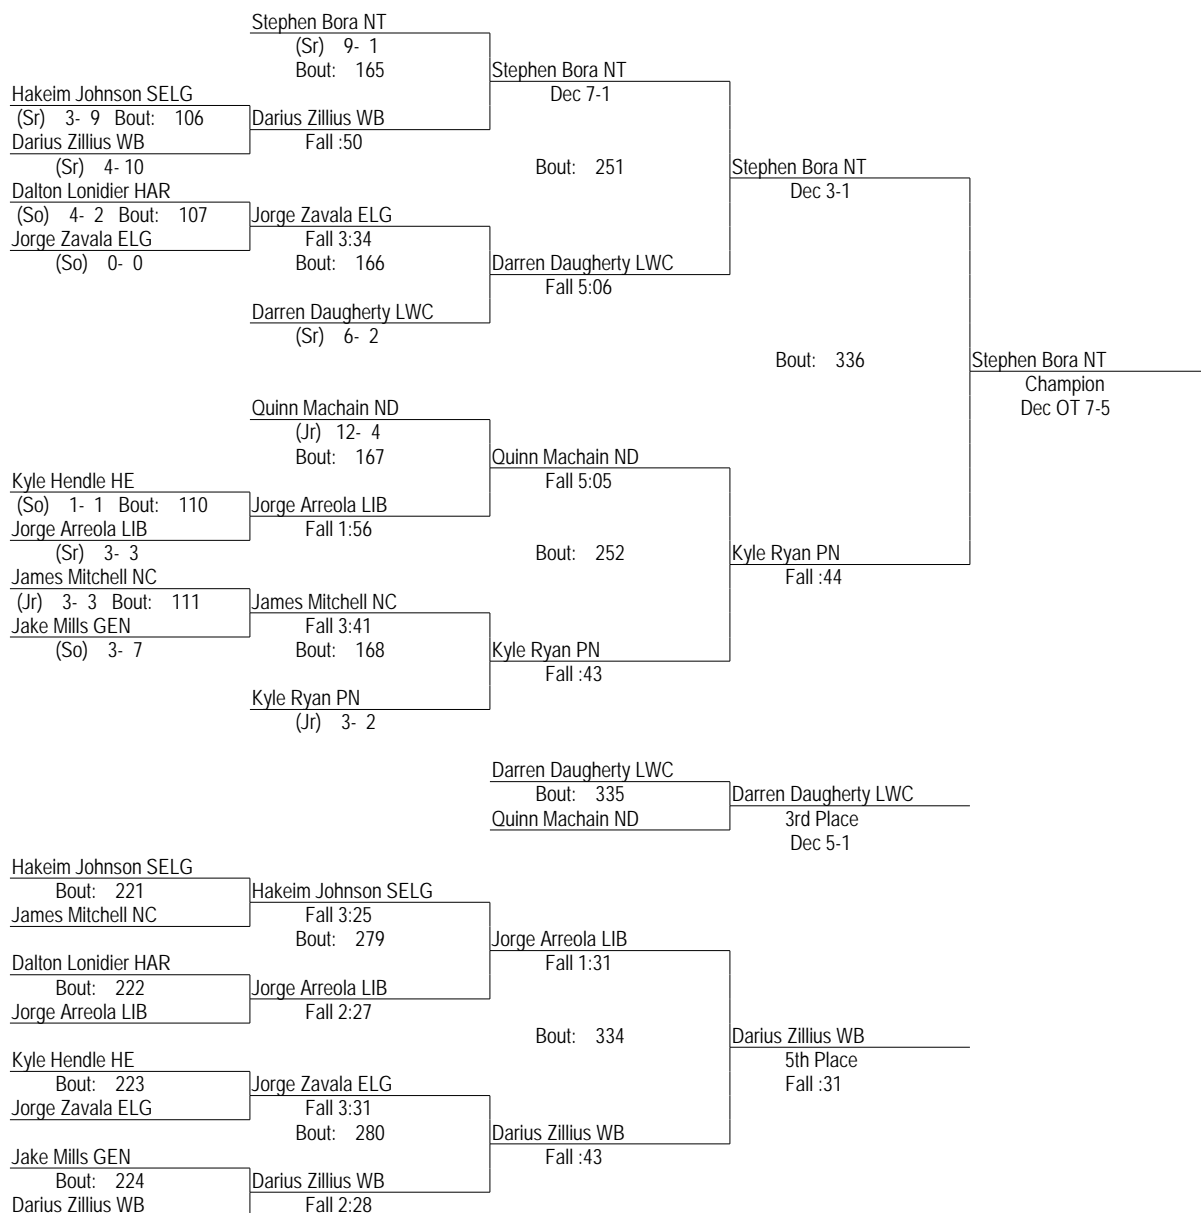 Stephen Bora NT
(Sr) 9- 1
Bout: 165
Stephen Bora NT
Dec 7-1
Hakeim Johnson SELG
(Sr) 3- 9 Bout: 106
Darius Zillius WB
Darius Zillius WB
Fall :50
(Sr) 4- 10
Bout: 251
Stephen Bora NT
Dec 3-1
Dalton Lonidier HAR
(So) 4- 2 Bout: 107
Jorge Zavala ELG
Jorge Zavala ELG
Fall 3:34
(So) 0- 0
Bout: 166
Darren Daugherty LWC
Fall 5:06
Darren Daugherty LWC
(Sr) 6- 2
Bout: 336
Stephen Bora NT
Champion
Dec OT 7-5
Quinn Machain ND
(Jr) 12- 4
Bout: 167
Quinn Machain ND
Fall 5:05
Kyle Hendle HE
(So) 1- 1 Bout: 110
Jorge Arreola LIB
Jorge Arreola LIB
Fall 1:56
(Sr) 3- 3
Bout: 252
Kyle Ryan PN
Fall :44
James Mitchell NC
(Jr) 3- 3 Bout: 111
James Mitchell NC
Jake Mills GEN
Fall 3:41
(So) 3- 7
Bout: 168
Kyle Ryan PN
Fall :43
Kyle Ryan PN
(Jr) 3- 2
Darren Daugherty LWC
Bout: 335
Darren Daugherty LWC
Quinn Machain ND
3rd Place
Dec 5-1
Hakeim Johnson SELG
Bout: 221
Hakeim Johnson SELG
James Mitchell NC
Fall 3:25
Bout: 279
Jorge Arreola LIB
Fall 1:31
Dalton Lonidier HAR
Bout: 222
Jorge Arreola LIB
Jorge Arreola LIB
Fall 2:27
Bout: 334
Darius Zillius WB
5th Place
Fall :31
Kyle Hendle HE
Bout: 223
Jorge Zavala ELG
Jorge Zavala ELG
Fall 3:31
Bout: 280
Darius Zillius WB
Fall :43
Jake Mills GEN
Bout: 224
Darius Zillius WB
Darius Zillius WB
Fall 2:28